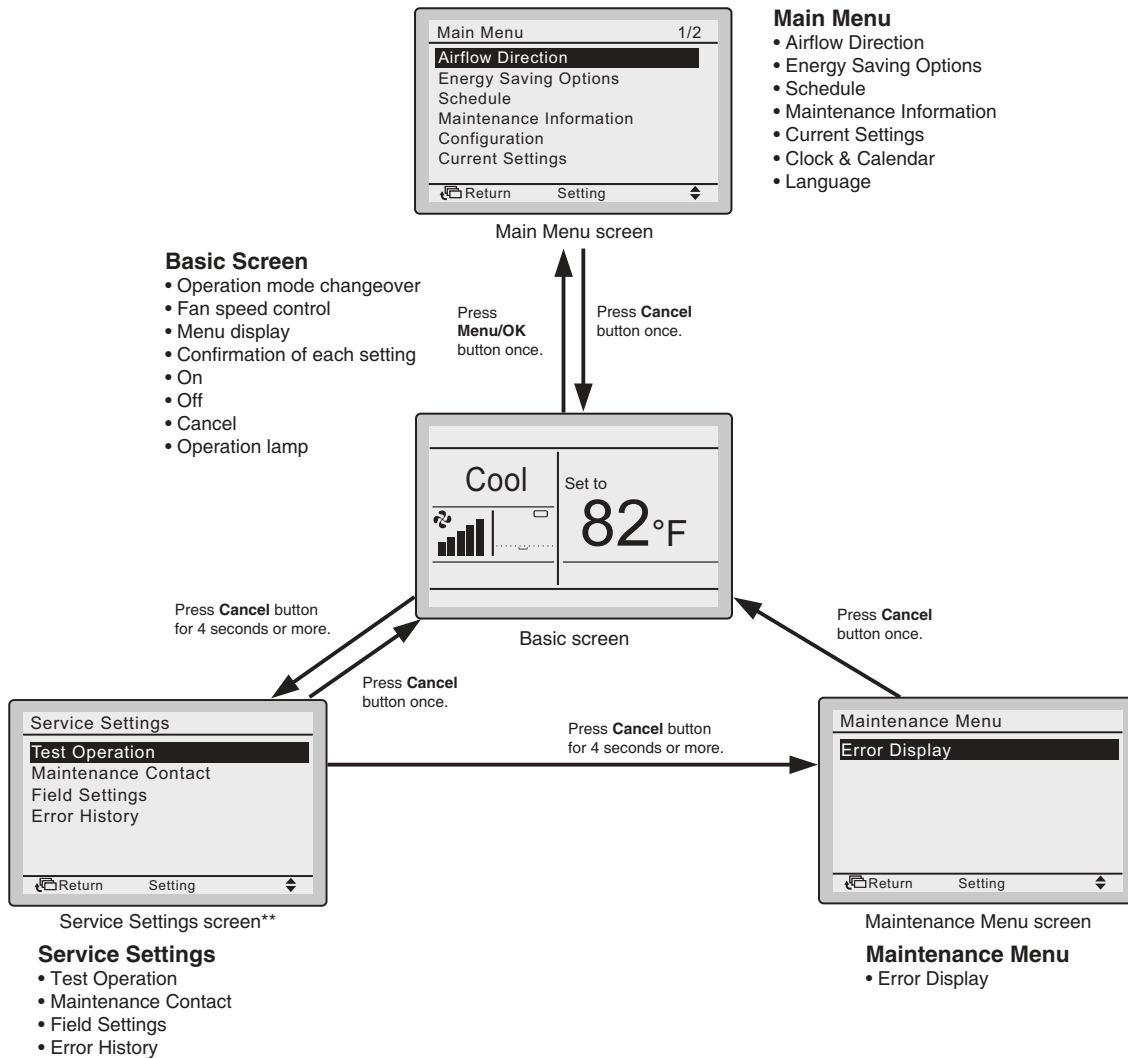 Main Menu 1/2
Airflow Direction
Energy Saving Options
Schedule
Maintenance Information
Configuration
Current Settings
Return Setting
Main Menu screen
Main Menu
• Airflow Direction
• Energy Saving Options
• Schedule
• Maintenance Information
• Current Settings
• Clock & Calendar
• Language
Basic Screen
• Operation mode changeover
• Fan speed control
• Menu display
• Confirmation of each setting
• On
• Off
• Cancel
• Operation lamp
Press
Menu/OK
button once.
Press Cancel
button once.
Cool
Set to
82°F
Basic screen
Press Cancel button
for 4 seconds or more.
Press Cancel
button once.
Press Cancel
button once.
Press Cancel button
for 4 seconds or more.
Service Settings
Test Operation
Maintenance Contact
Field Settings
Error History
Return Setting
Service Settings screen**
Service Settings
• Test Operation
• Maintenance Contact
• Field Settings
• Error History
Maintenance Menu
Error Display
Return Setting
Maintenance Menu screen
Maintenance Menu
• Error Display